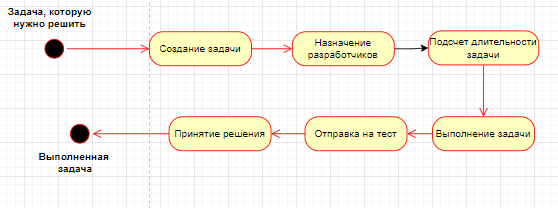 Задача, которую
нужно решить
Создание задачи
Назначение
разработчиков
Подсчет длительности
задачи
Выполнение задачи
Отправка на тест
Принятие решения
Выполненная
задача